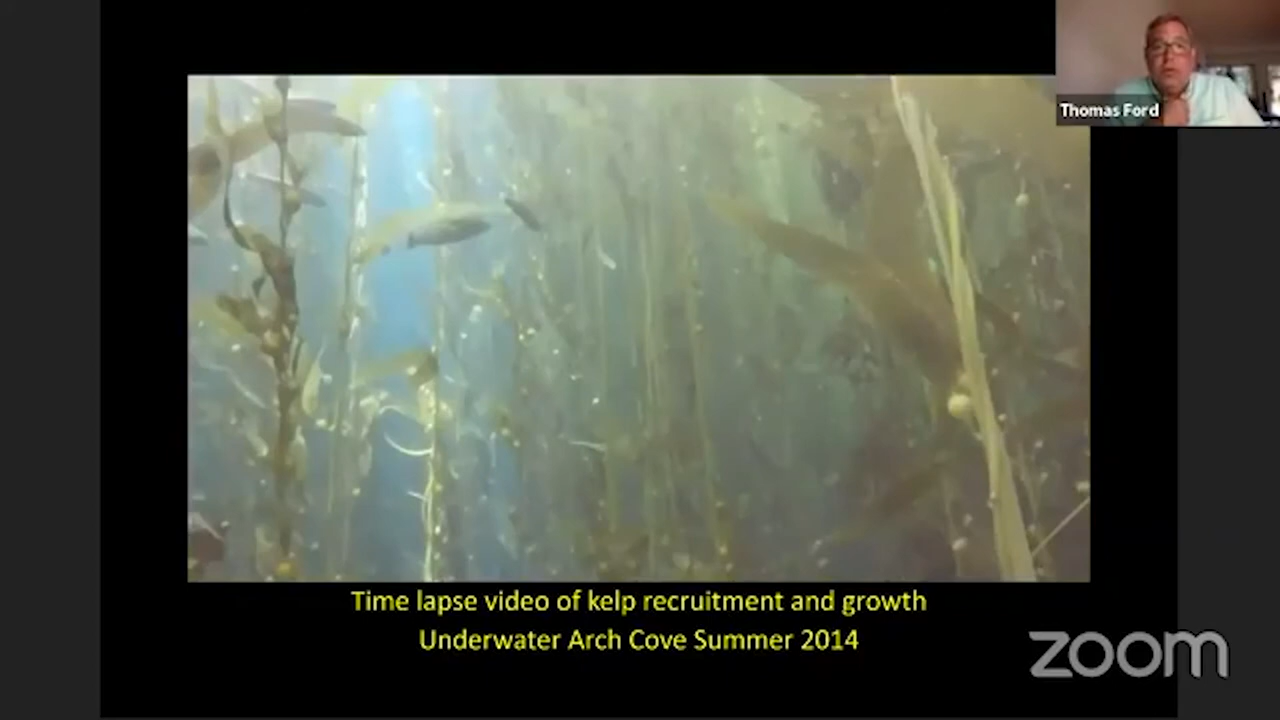 Thomas Ford
Time lapse video of kelp recruitment and growth
Underwater Arch Cove Summer 2014
zoom